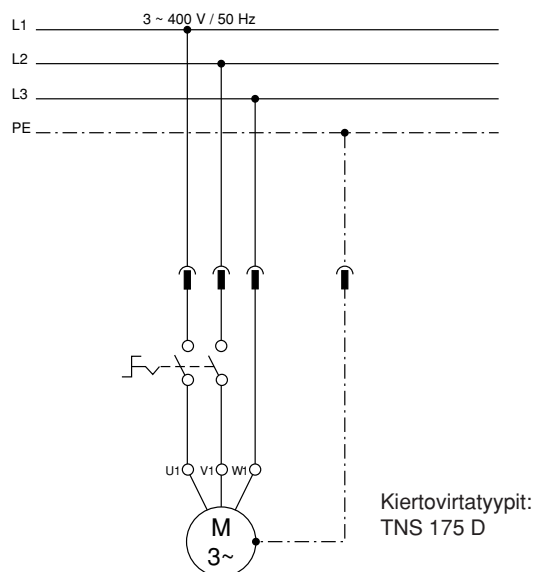 L1 3 ~ 400 V / 50 Hz
L2
L3
PE
U1 V1 W1
M
3~
Kiertovirtatyypit:
TNS 175 D